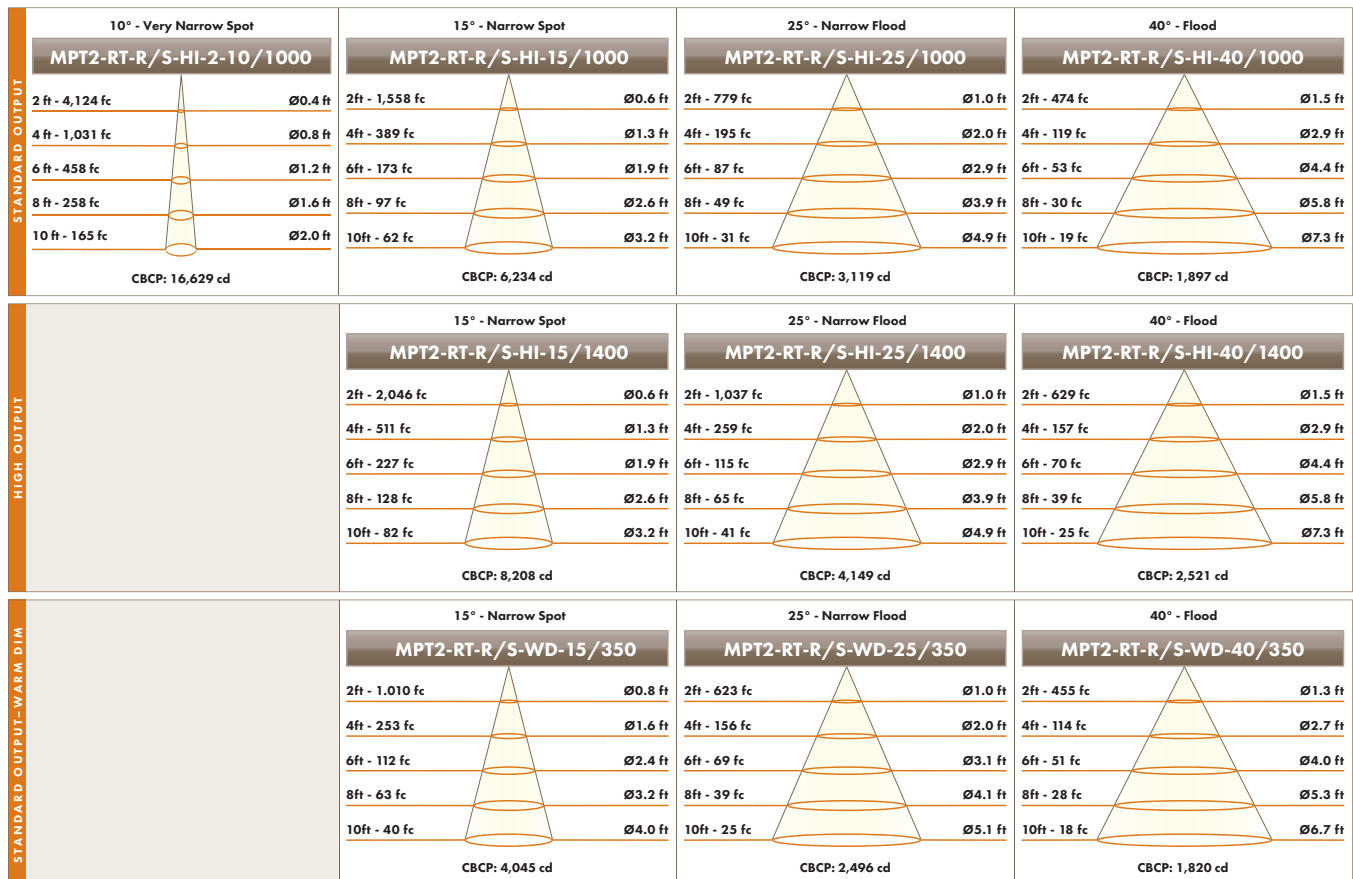 STANDARD OUTPUT
10° - Very Narrow Spot
MPT2-RT-R/S-HI-2-10/1000
2 ft - 4,124 fc Ø0.4 ft
4 ft - 1,031 fc Ø0.8 ft
6 ft - 458 fc Ø1.2 ft
8 ft - 258 fc Ø1.6 ft
10 ft - 165 fc Ø2.0 ft
CBCP: 16,629 cd
15° - Narrow Spot
MPT2-RT-R/S-HI-15/1000
2ft - 1,558 fc Ø0.6 ft
4ft - 389 fc Ø1.3 ft
6ft - 173 fc Ø1.9 ft
8ft - 97 fc Ø2.6 ft
10ft - 62 fc Ø3.2 ft
CBCP: 6,234 cd
25° - Narrow Flood
MPT2-RT-R/S-HI-25/1000
2ft - 779 fc Ø1.0 ft
4ft - 195 fc Ø2.0 ft
6ft - 87 fc Ø2.9 ft
8ft - 49 fc Ø3.9 ft
10ft - 31 fc Ø4.9 ft
CBCP: 3,119 cd
40° - Flood
MPT2-RT-R/S-HI-40/1000
2ft - 474 fc Ø1.5 ft
4ft - 119 fc Ø2.9 ft
6ft - 53 fc Ø4.4 ft
8ft - 30 fc Ø5.8 ft
10ft - 19 fc Ø7.3 ft
CBCP: 1,897 cd
HIGH OUTPUT
15° - Narrow Spot
MPT2-RT-R/S-HI-15/1400
2ft - 2,046 fc Ø0.6 ft
4ft - 511 fc Ø1.3 ft
6ft - 227 fc Ø1.9 ft
8ft - 128 fc Ø2.6 ft
10ft - 82 fc Ø3.2 ft
CBCP: 8,208 cd
25° - Narrow Flood
MPT2-RT-R/S-HI-25/1400
2ft - 1,037 fc Ø1.0 ft
4ft - 259 fc Ø2.0 ft
6ft - 115 fc Ø2.9 ft
8ft - 65 fc Ø3.9 ft
10ft - 41 fc Ø4.9 ft
CBCP: 4,149 cd
40° - Flood
MPT2-RT-R/S-HI-40/1400
2ft - 629 fc Ø1.5 ft
4ft - 157 fc Ø2.9 ft
6ft - 70 fc Ø4.4 ft
8ft - 39 fc Ø5.8 ft
10ft - 25 fc Ø7.3 ft
CBCP: 2,521 cd
STANDARD OUTPUT–WARM DIM
15° - Narrow Spot
MPT2-RT-R/S-WD-15/350
2ft - 1.010 fc Ø0.8 ft
4ft - 253 fc Ø1.6 ft
6ft - 112 fc Ø2.4 ft
8ft - 63 fc Ø3.2 ft
10ft - 40 fc Ø4.0 ft
CBCP: 4,045 cd
25° - Narrow Flood
MPT2-RT-R/S-WD-25/350
2ft - 623 fc Ø1.0 ft
4ft - 156 fc Ø2.0 ft
6ft - 69 fc Ø3.1 ft
8ft - 39 fc Ø4.1 ft
10ft - 25 fc Ø5.1 ft
CBCP: 2,496 cd
40° - Flood
MPT2-RT-R/S-WD-40/350
2ft - 455 fc Ø1.3 ft
4ft - 114 fc Ø2.7 ft
6ft - 51 fc Ø4.0 ft
8ft - 28 fc Ø5.3 ft
10ft - 18 fc Ø6.7 ft
CBCP: 1,820 cd